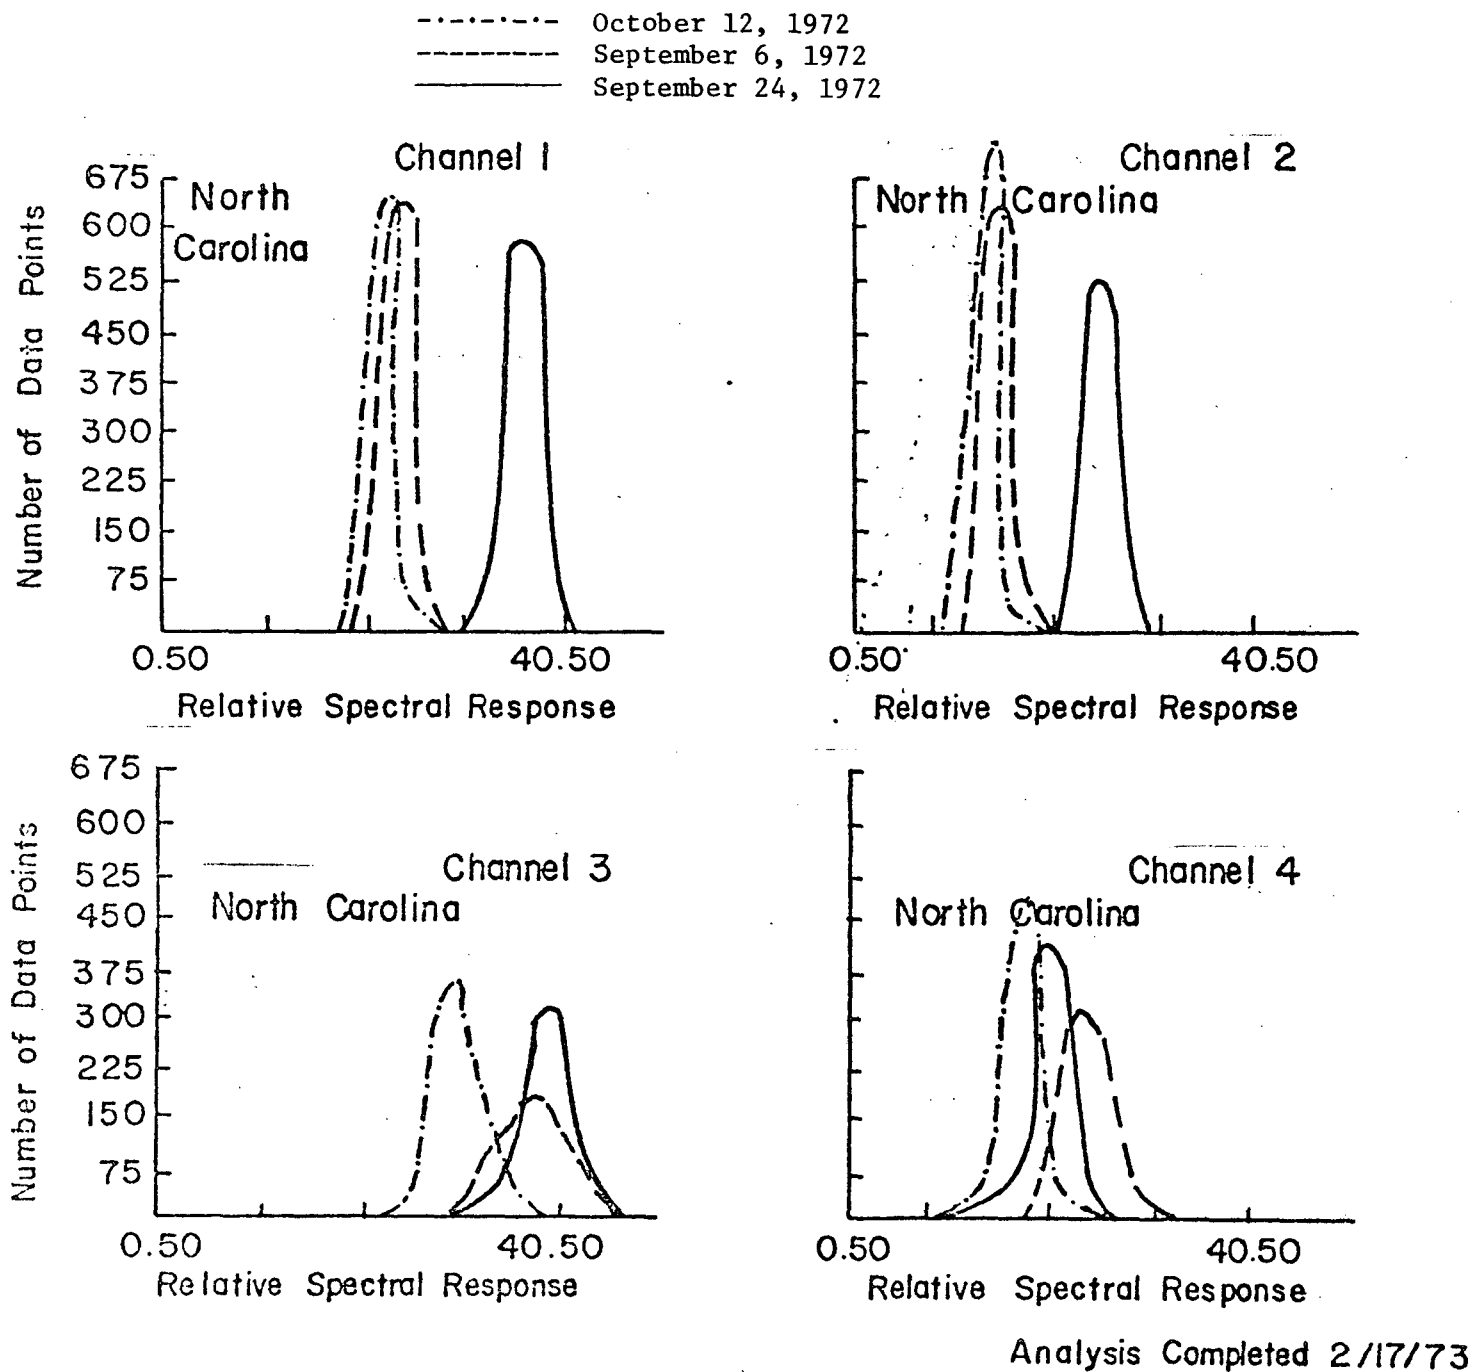 October 12, 1972
September 6, 1972
September 24, 1972
Channel 1
North
Carolina
675
600
525
450
375
300
225
150
75
Number of Data Points
0.50
40.50
Relative Spectral Response
Channel 2
North Carolina
0.50
40.50
Relative Spectral Response
Channel 3
North Carolina
675
600
525
450
375
300
225
150
75
Number of Data Points
0.50
40.50
Relative Spectral Response
Channel 4
North Carolina
0.50
40.50
Relative Spectral Response
Analysis Completed 2/17/73